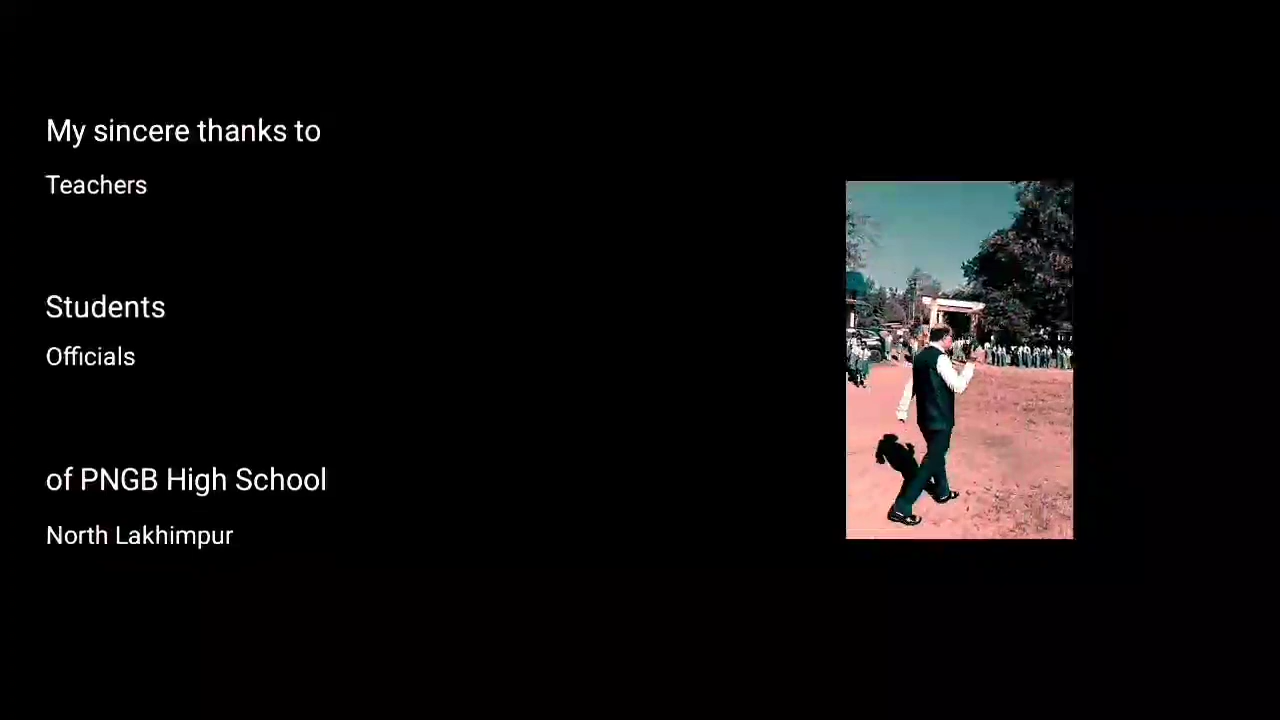 My sincere thanks to
Teachers
Students
Officials
of PNGB High School
North Lakhimpur